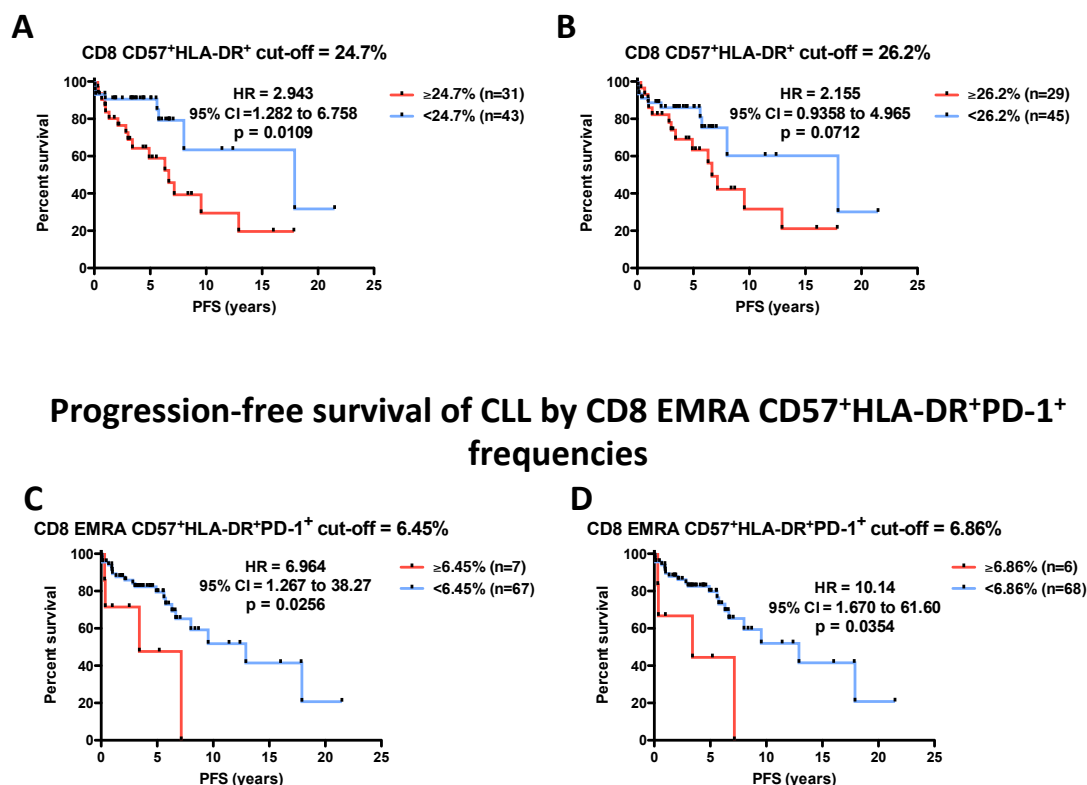 A
CD8 CD57⁺HLA-DR⁺ cut-off = 24.7%
HR = 2.943
95% CI =1.282 to 6.758
p = 0.0109
≥24.7% (n=31)
<24.7% (n=43)
Percent survival
100
80
60
40
20
0
0 5 10 15 20 25
PFS (years)
B
CD8 CD57⁺HLA-DR⁺ cut-off = 26.2%
HR = 2.155
95% CI = 0.9358 to 4.965
p = 0.0712
≥26.2% (n=29)
<26.2% (n=45)
Percent survival
100
80
60
40
20
0
0 5 10 15 20 25
PFS (years)
Progression-free survival of CLL by CD8 EMRA CD57⁺HLA-DR⁺PD-1⁺
frequencies
C
CD8 EMRA CD57⁺HLA-DR⁺PD-1⁺ cut-off = 6.45%
HR = 6.964
95% CI = 1.267 to 38.27
p = 0.0256
≥6.45% (n=7)
<6.45% (n=67)
Percent survival
100
80
60
40
20
0
0 5 10 15 20 25
PFS (years)
D
CD8 EMRA CD57⁺HLA-DR⁺PD-1⁺ cut-off = 6.86%
HR = 10.14
95% CI = 1.670 to 61.60
p = 0.0354
≥6.86% (n=6)
<6.86% (n=68)
Percent survival
100
80
60
40
20
0
0 5 10 15 20 25
PFS (years)